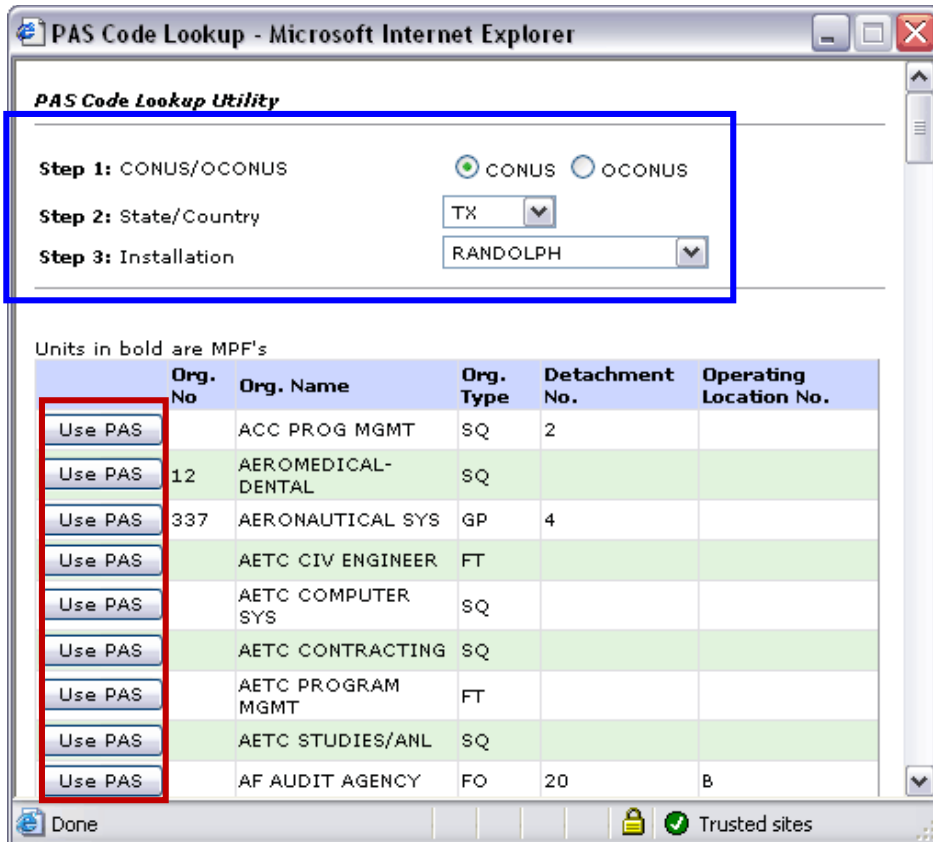 PAS Code Lookup - Microsoft Internet Explorer
PAS Code Lookup Utility
Step 1: CONUS/OCONUS CONUS OCONUS
Step 2: State/Country TX
Step 3: Installation RANDOLPH
Units in bold are MPF's
Org. No Org. Name Org. Type Detachment No. Operating Location No.
Use PAS ACC PROG MGMT SQ 2
Use PAS 12 AEROMEDICAL-
DENTAL SQ
Use PAS 337 AERONAUTICAL SYS GP 4
Use PAS AETC CIV ENGINEER FT
Use PAS AETC COMPUTER
SYS SQ
Use PAS AETC CONTRACTING SQ
Use PAS AETC PROGRAM
MGMT FT
Use PAS AETC STUDIES/ANL SQ
Use PAS AF AUDIT AGENCY FO 20 B
Done Trusted sites